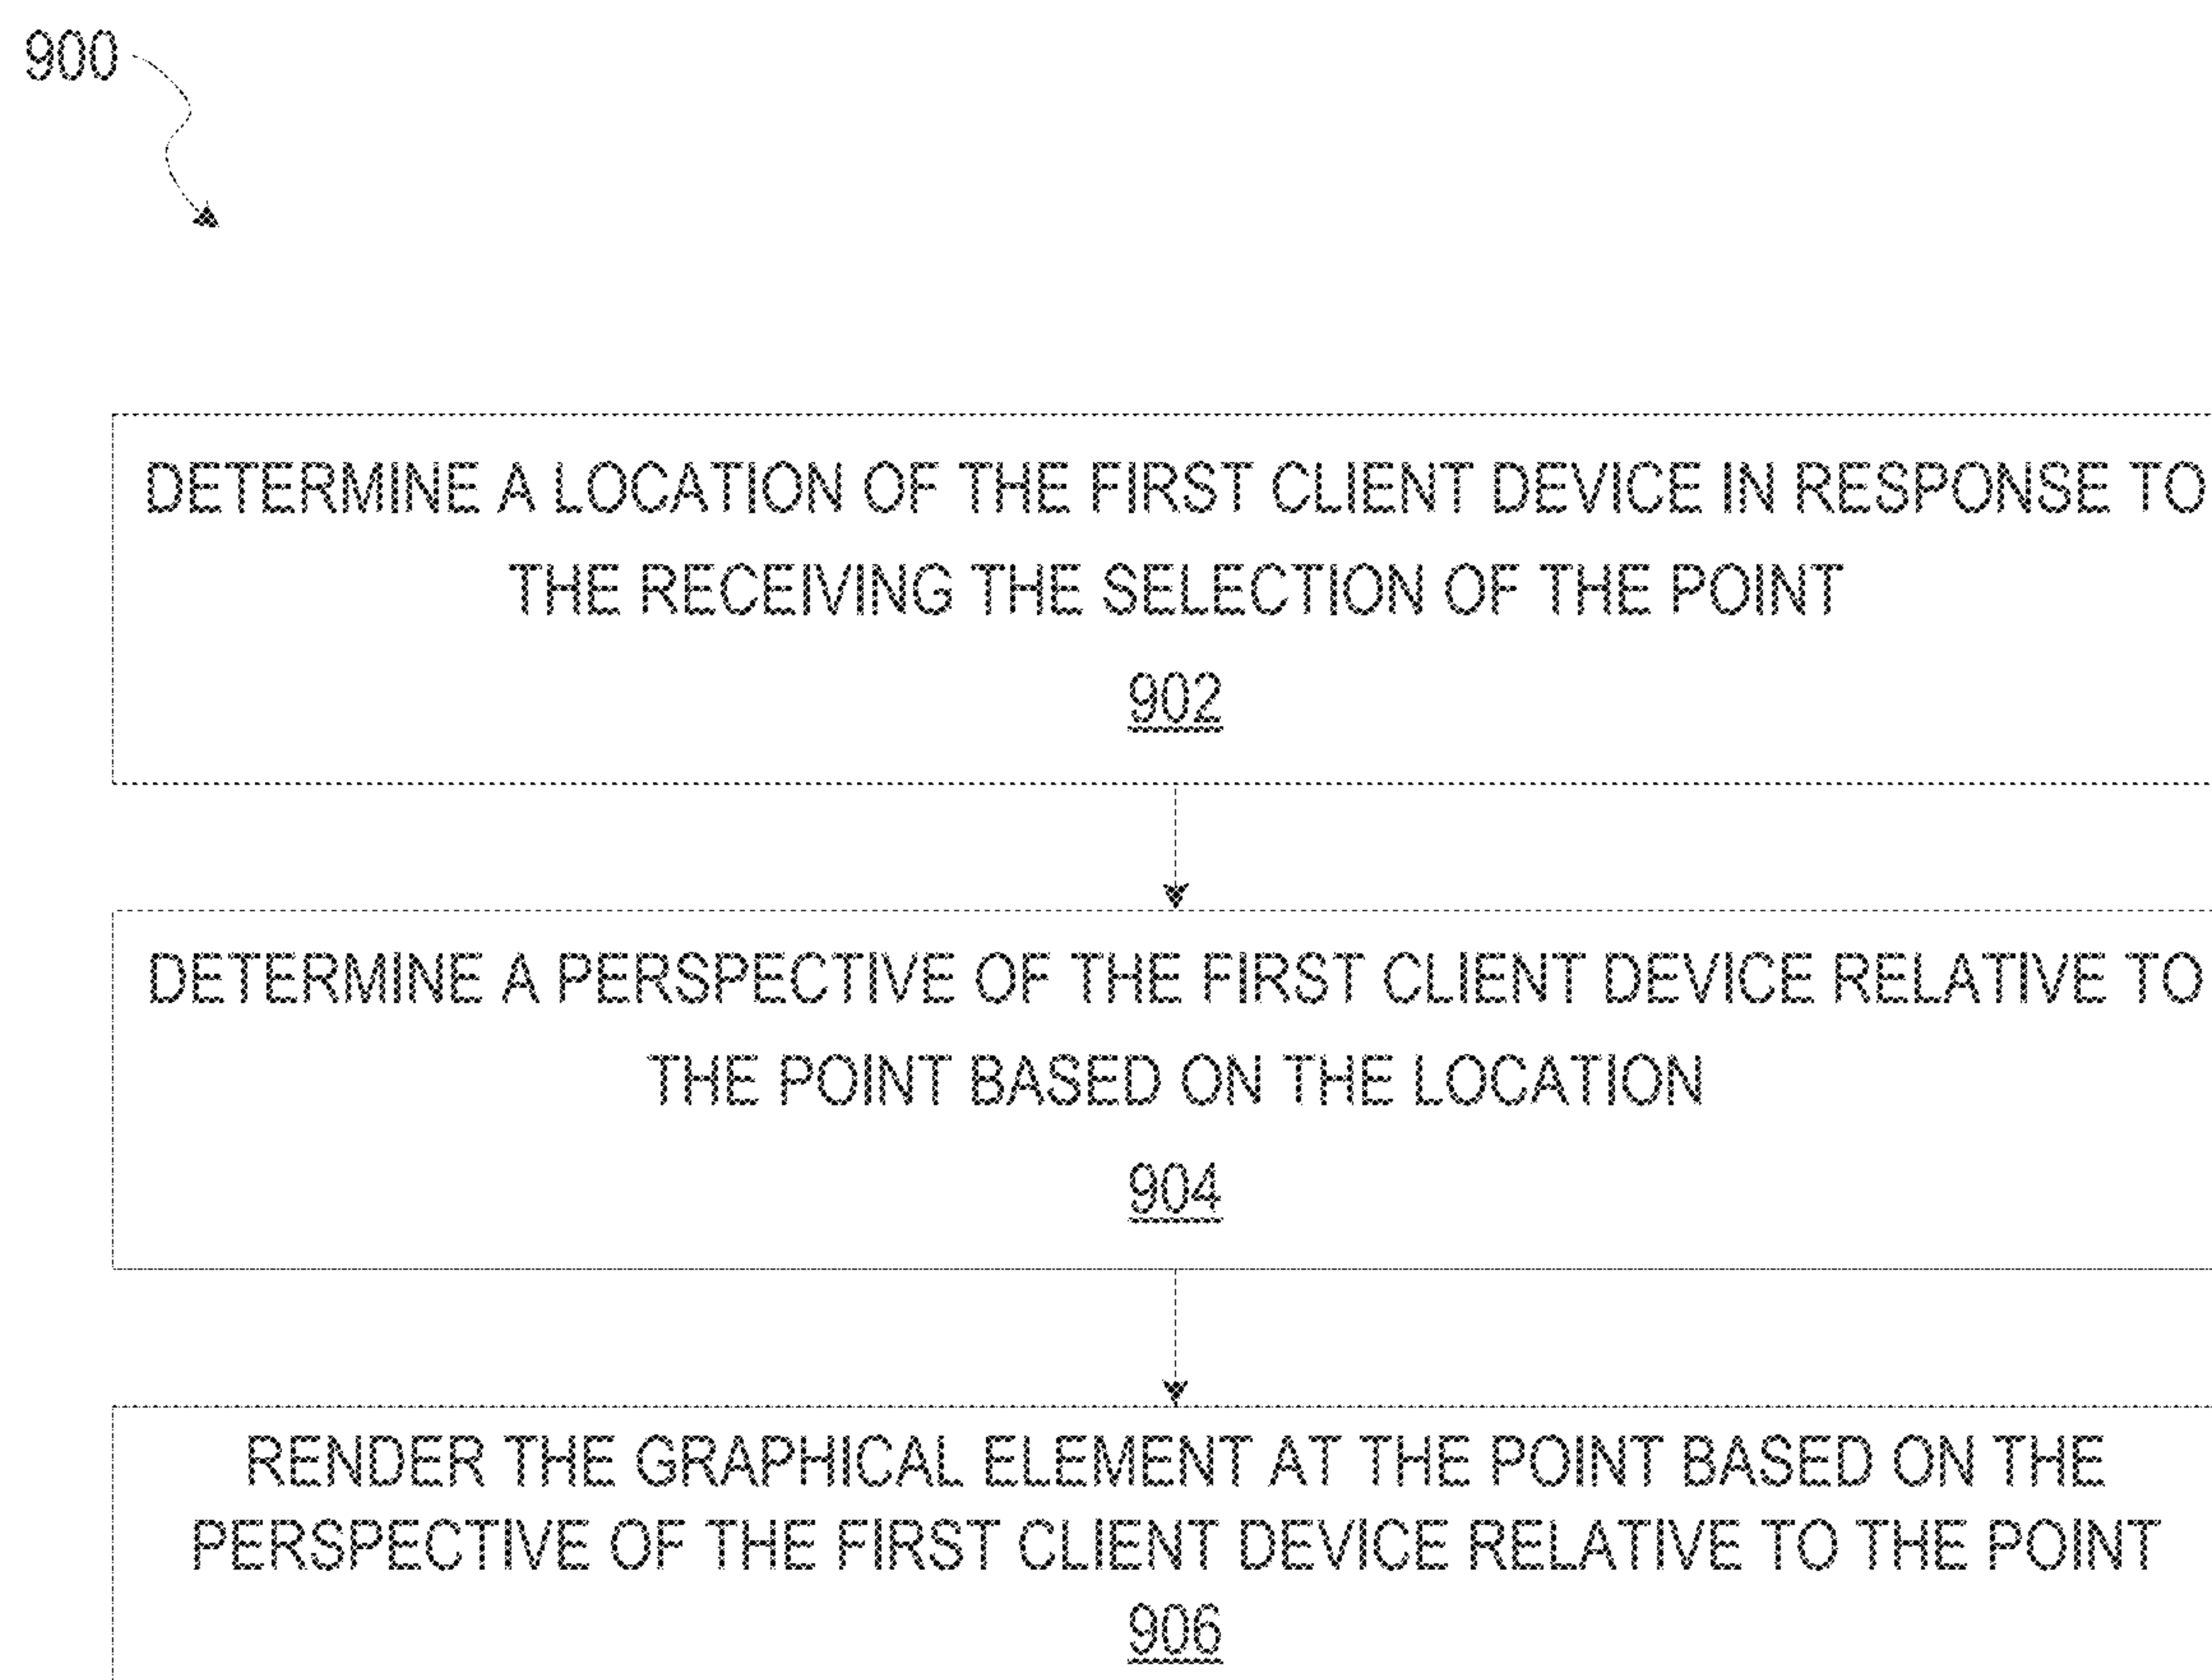 900
DETERMINE A LOCATION OF THE FIRST CLIENT DEVICE IN RESPONSE TO
THE RECEIVING THE SELECTION OF THE POINT
902
DETERMINE A PERSPECTIVE OF THE FIRST CLIENT DEVICE RELATIVE TO
THE POINT BASED ON THE LOCATION
904
RENDER THE GRAPHICAL ELEMENT AT THE POINT BASED ON THE
PERSPECTIVE OF THE FIRST CLIENT DEVICE RELATIVE TO THE POINT
906